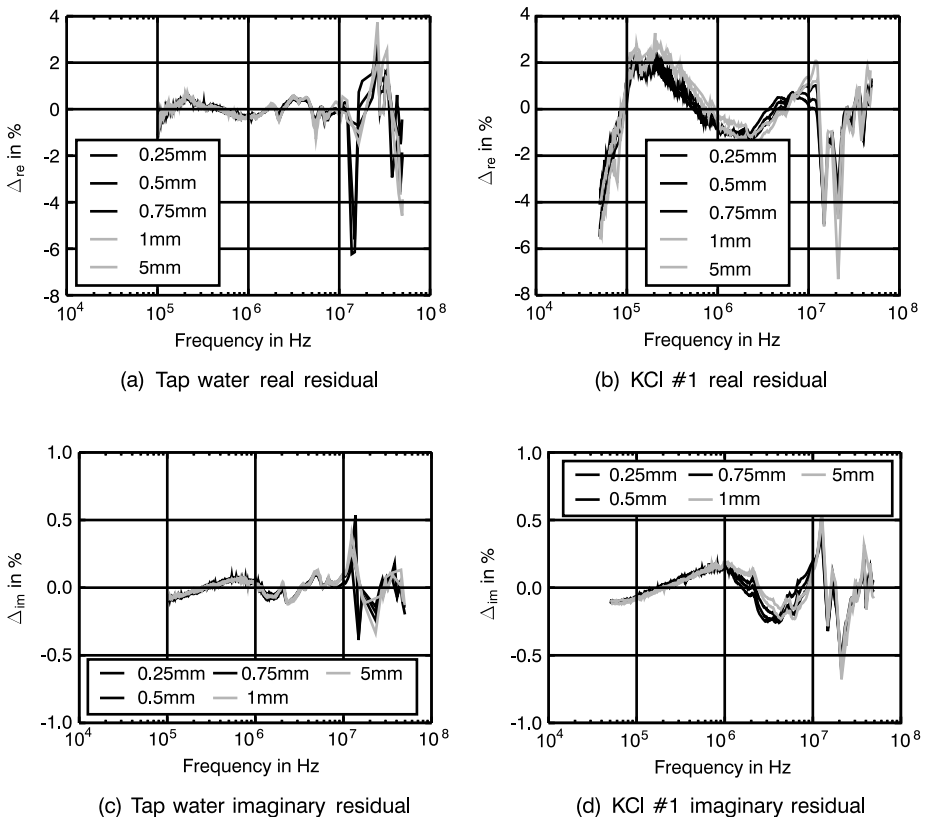 4
2
0
-2
-4
-6
-8
Δre in %
0.25mm
0.5mm
0.75mm
1mm
5mm
10^4 10^5 10^6 10^7 10^8
Frequency in Hz
(a) Tap water real residual
4
2
0
-2
-4
-6
-8
Δre in %
0.25mm
0.5mm
0.75mm
1mm
5mm
10^4 10^5 10^6 10^7 10^8
Frequency in Hz
(b) KCl #1 real residual
1.0
0.5
0.0
-0.5
-1.0
Δim in %
0.25mm 0.75mm 5mm
0.5mm 1mm
10^4 10^5 10^6 10^7 10^8
Frequency in Hz
(c) Tap water imaginary residual
1.0
0.5
0.0
-0.5
-1.0
Δim in %
0.25mm 0.75mm 5mm
0.5mm 1mm
10^4 10^5 10^6 10^7 10^8
Frequency in Hz
(d) KCl #1 imaginary residual